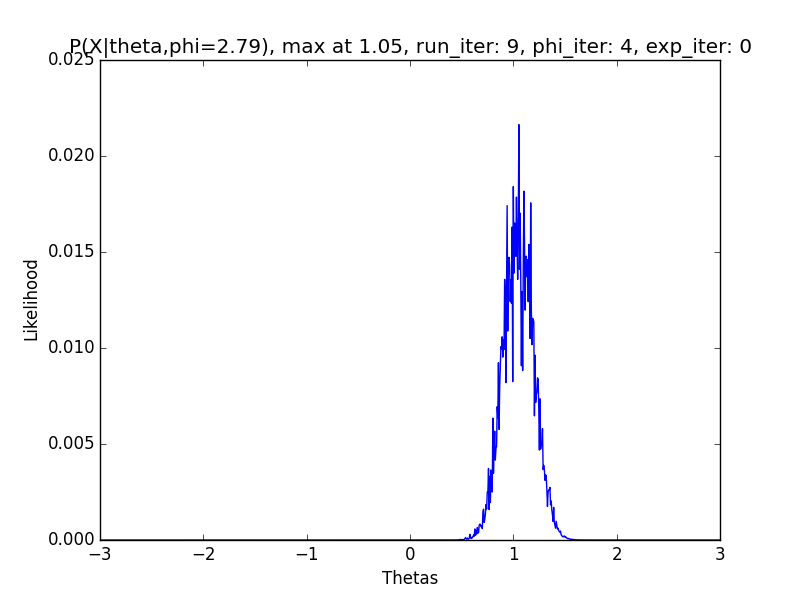 P(X|theta,phi=2.79), max at 1.05, run_iter: 9, phi_iter: 4, exp_iter: 0
0.025
0.020
0.015
0.010
0.005
0.000
Likelihood
−3 −2 −1 0 1 2 3
Thetas